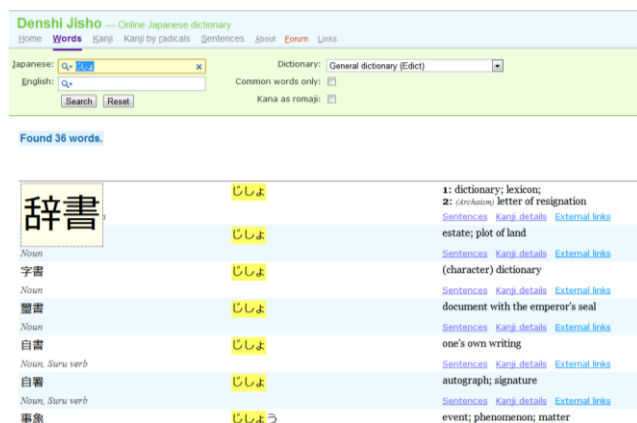 Denshi Jisho — Online Japanese dictionary
Home Words Kanji Kanji by radicals Sentences About Forum Links
Japanese: じしょ Dictionary: General dictionary (Edict)
English: Common words only:
Search Reset Kana as romaji:
Found 36 words.
辞書 じしょ 1: dictionary; lexicon;
2: (Archaism) letter of resignation
Sentences Kanji details External links
じしょ estate; plot of land
Noun Sentences Kanji details External links
字書 じしょ (character) dictionary
Noun Sentences Kanji details External links
璽書 じしょ document with the emperor's seal
Noun Sentences Kanji details External links
自書 じしょ one's own writing
Noun, Suru verb Sentences Kanji details External links
自署 じしょ autograph; signature
Noun, Suru verb Sentences Kanji details External links
事象 じしょう event; phenomenon; matter